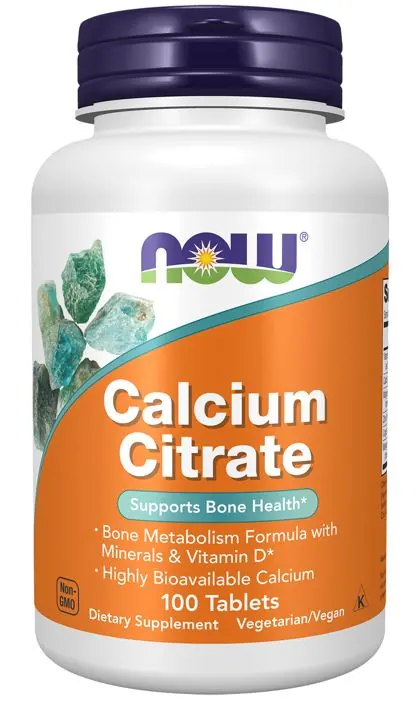 NOW®
Calcium
Citrate
Supports Bone Health*
· Bone Metabolism Formula with
Minerals & Vitamin D*
· Highly Bioavailable Calcium
100 Tablets
Non-
GMO
Dietary Supplement Vegetarian/Vegan
K